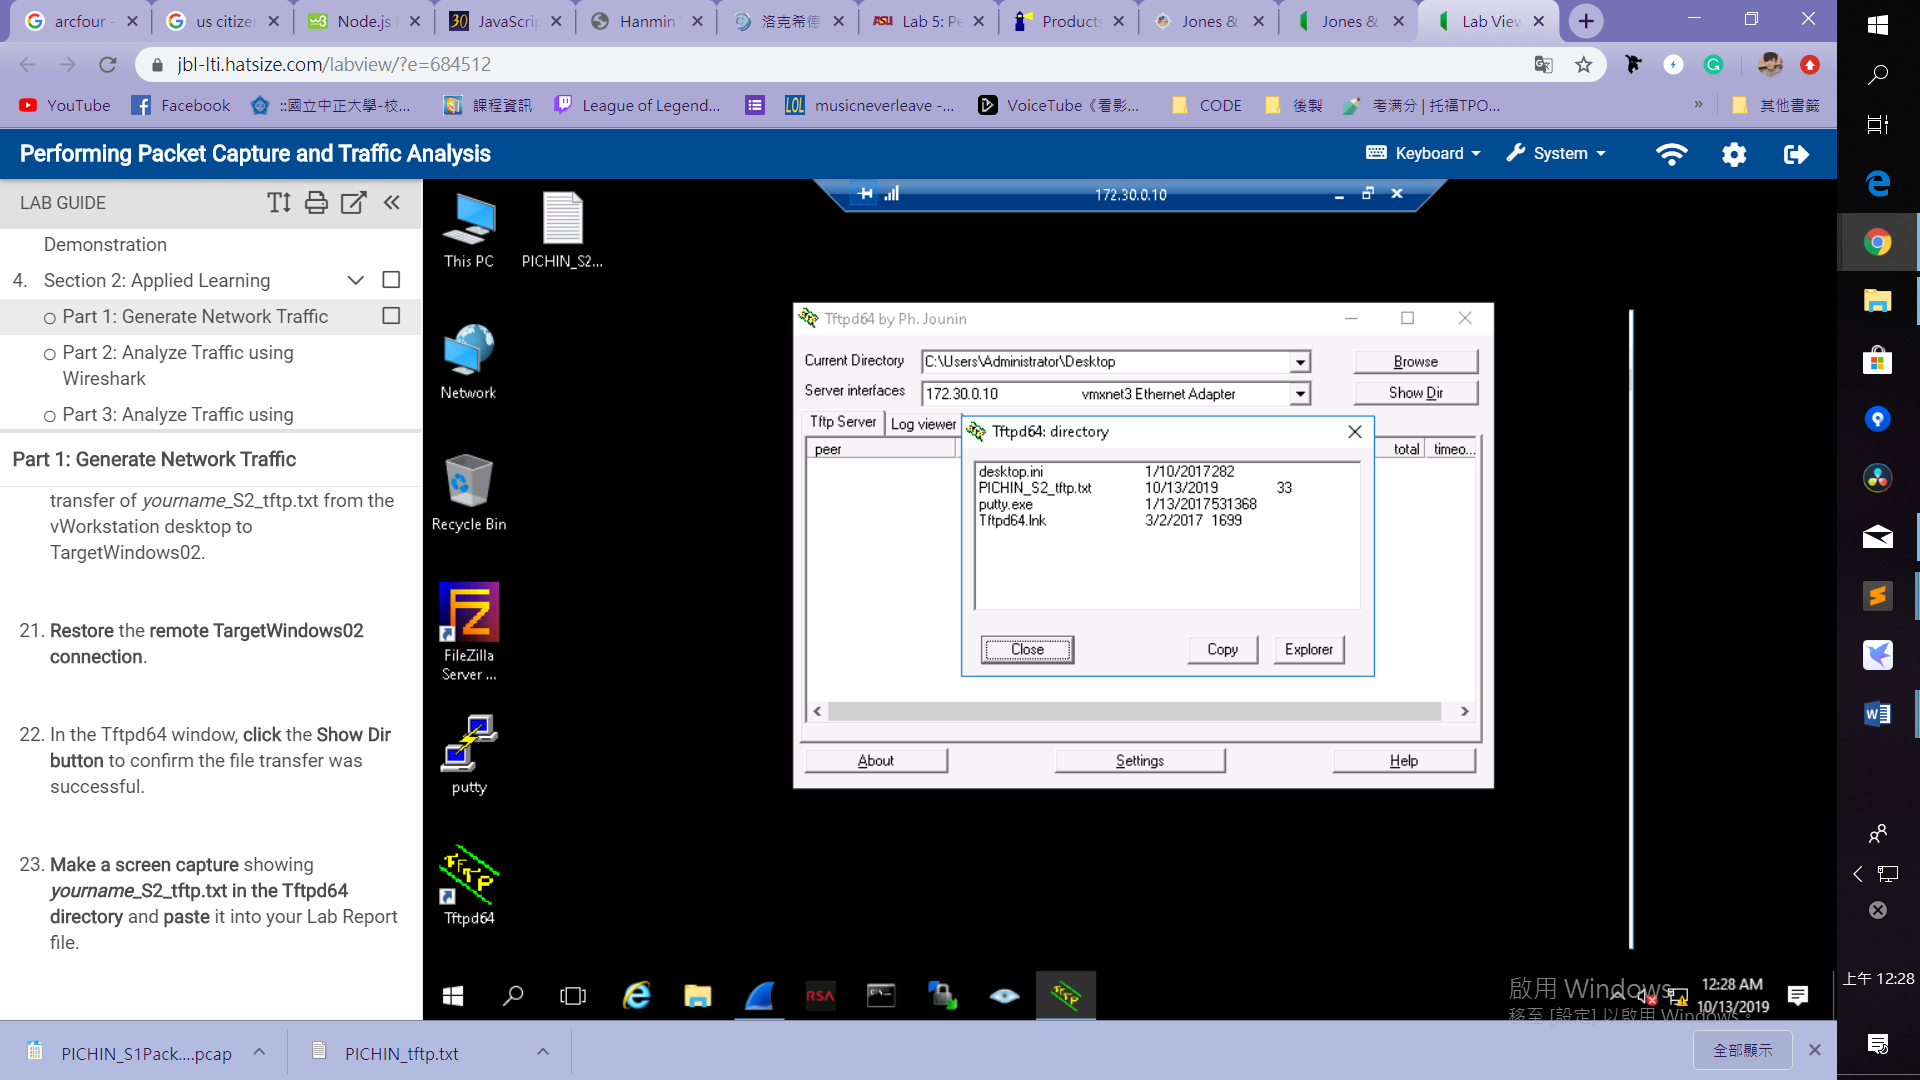 arcfour -
us citizen
Node.js
JavaScrip
Hanmin
洛克希德
ASU Lab 5: Pe
Products
Jones &
Jones &
Lab View
jbl-lti.hatsize.com/labview/?e=684512
YouTube
Facebook
::國立中正大學-校...
課程資訊
League of Legend...
musicneverleave -...
VoiceTube《看影...
CODE
後製
考满分 | 托福TPO...
»
其他書籤
Performing Packet Capture and Traffic Analysis
Keyboard
System
LAB GUIDE
Demonstration
4. Section 2: Applied Learning
Part 1: Generate Network Traffic
Part 2: Analyze Traffic using
Wireshark
Part 3: Analyze Traffic using
Part 1: Generate Network Traffic
transfer of yourname_S2_tftp.txt from the
vWorkstation desktop to
TargetWindows02.
21. Restore the remote TargetWindows02
connection.
22. In the Tftpd64 window, click the Show Dir
button to confirm the file transfer was
successful.
23. Make a screen capture showing
yourname_S2_tftp.txt in the Tftpd64
directory and paste it into your Lab Report
file.
172.30.0.10
This PC
PICHIN_S2...
Network
Recycle Bin
FileZilla
Server ...
putty
Tftpd64
Tftpd64 by Ph. Jounin
Current Directory C:\Users\Administrator\Desktop Browse
Server interfaces 172.30.0.10 vmxnet3 Ethernet Adapter Show Dir
Tftp Server Log viewer
peer total timeo...
Tftpd64: directory
desktop.ini 1/10/2017282
PICHIN_S2_tftp.txt 10/13/2019 33
putty.exe 1/13/2017531368
Tftpd64.lnk 3/2/2017 1699
Close Copy Explorer
About Settings Help
RSA
啟用 Windows
移至 [設定] 以啟用 Windows。
12:28 AM
10/13/2019
上午 12:28
PICHIN_S1Pack....pcap
PICHIN_tftp.txt
全部顯示